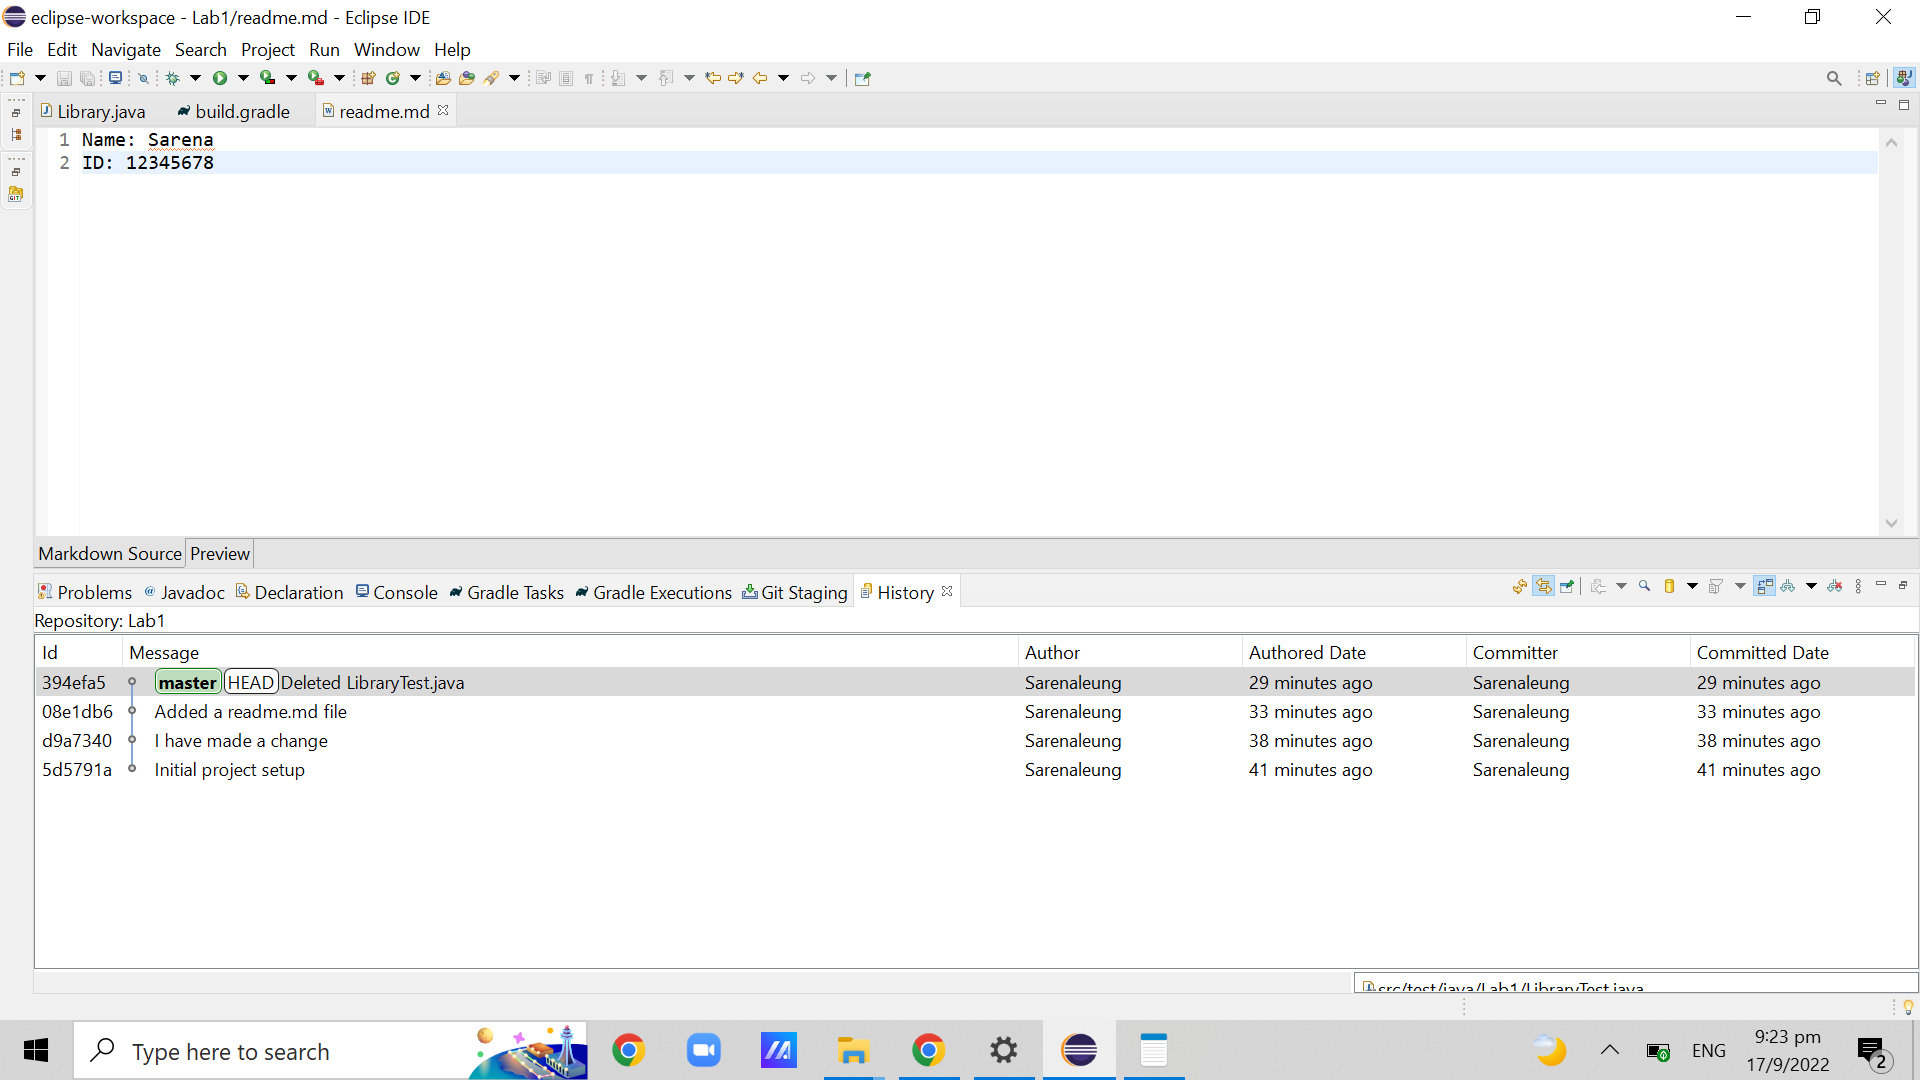 eclipse-workspace - Lab1/readme.md - Eclipse IDE
File Edit Navigate Search Project Run Window Help
Library.java build.gradle readme.md
1 Name: Sarena
2 ID: 12345678
Markdown Source Preview
Problems Javadoc Declaration Console Gradle Tasks Gradle Executions Git Staging History
Repository: Lab1
Id Message Author Authored Date Committer Committed Date
394efa5 master HEAD Deleted LibraryTest.java Sarenaleung 29 minutes ago Sarenaleung 29 minutes ago
08e1db6 Added a readme.md file Sarenaleung 33 minutes ago Sarenaleung 33 minutes ago
d9a7340 I have made a change Sarenaleung 38 minutes ago Sarenaleung 38 minutes ago
5d5791a Initial project setup Sarenaleung 41 minutes ago Sarenaleung 41 minutes ago
src/test/java/Lab1/LibraryTest.java
Type here to search
ENG
9:23 pm
17/9/2022
2